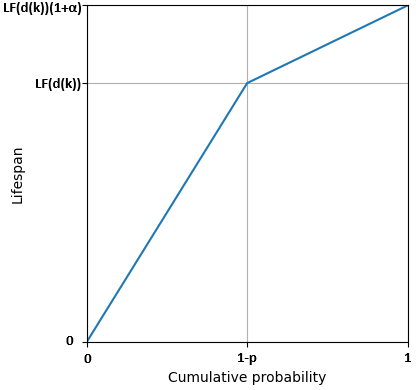 LF(d(k))(1+α)
LF(d(k))
Lifespan
0
0
1-p
1
Cumulative probability